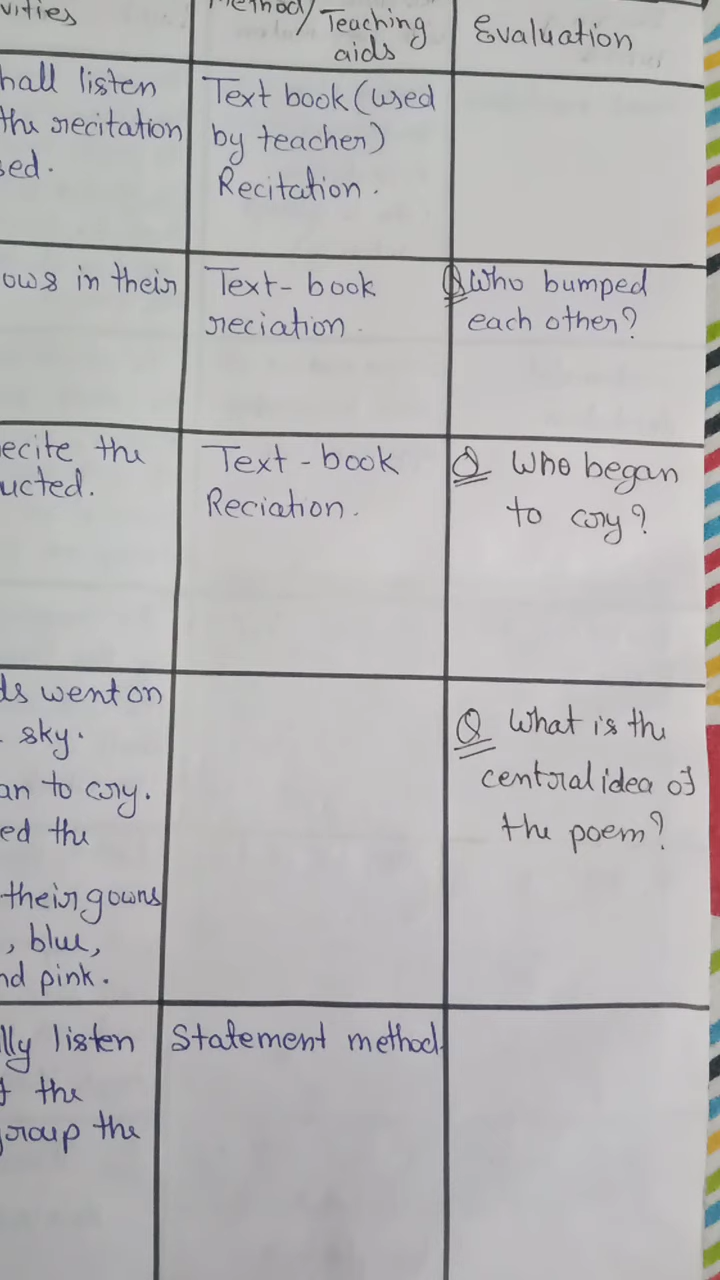 vities
Method/
Teaching
aids
Evaluation
hall listen
the recitation
sed.
Text book (used
by teacher)
Recitation.
ows in their
Text-book
reciation.
Q Who bumped
each other?
ecite the
ucted.
Text-book
Reciation.
Q Who began
to cry?
ds went on
sky.
an to cry.
ed the
their gowns
, blue,
nd pink.
Q What is the
central idea of
the poem?
lly listen
the
group the
Statement method.